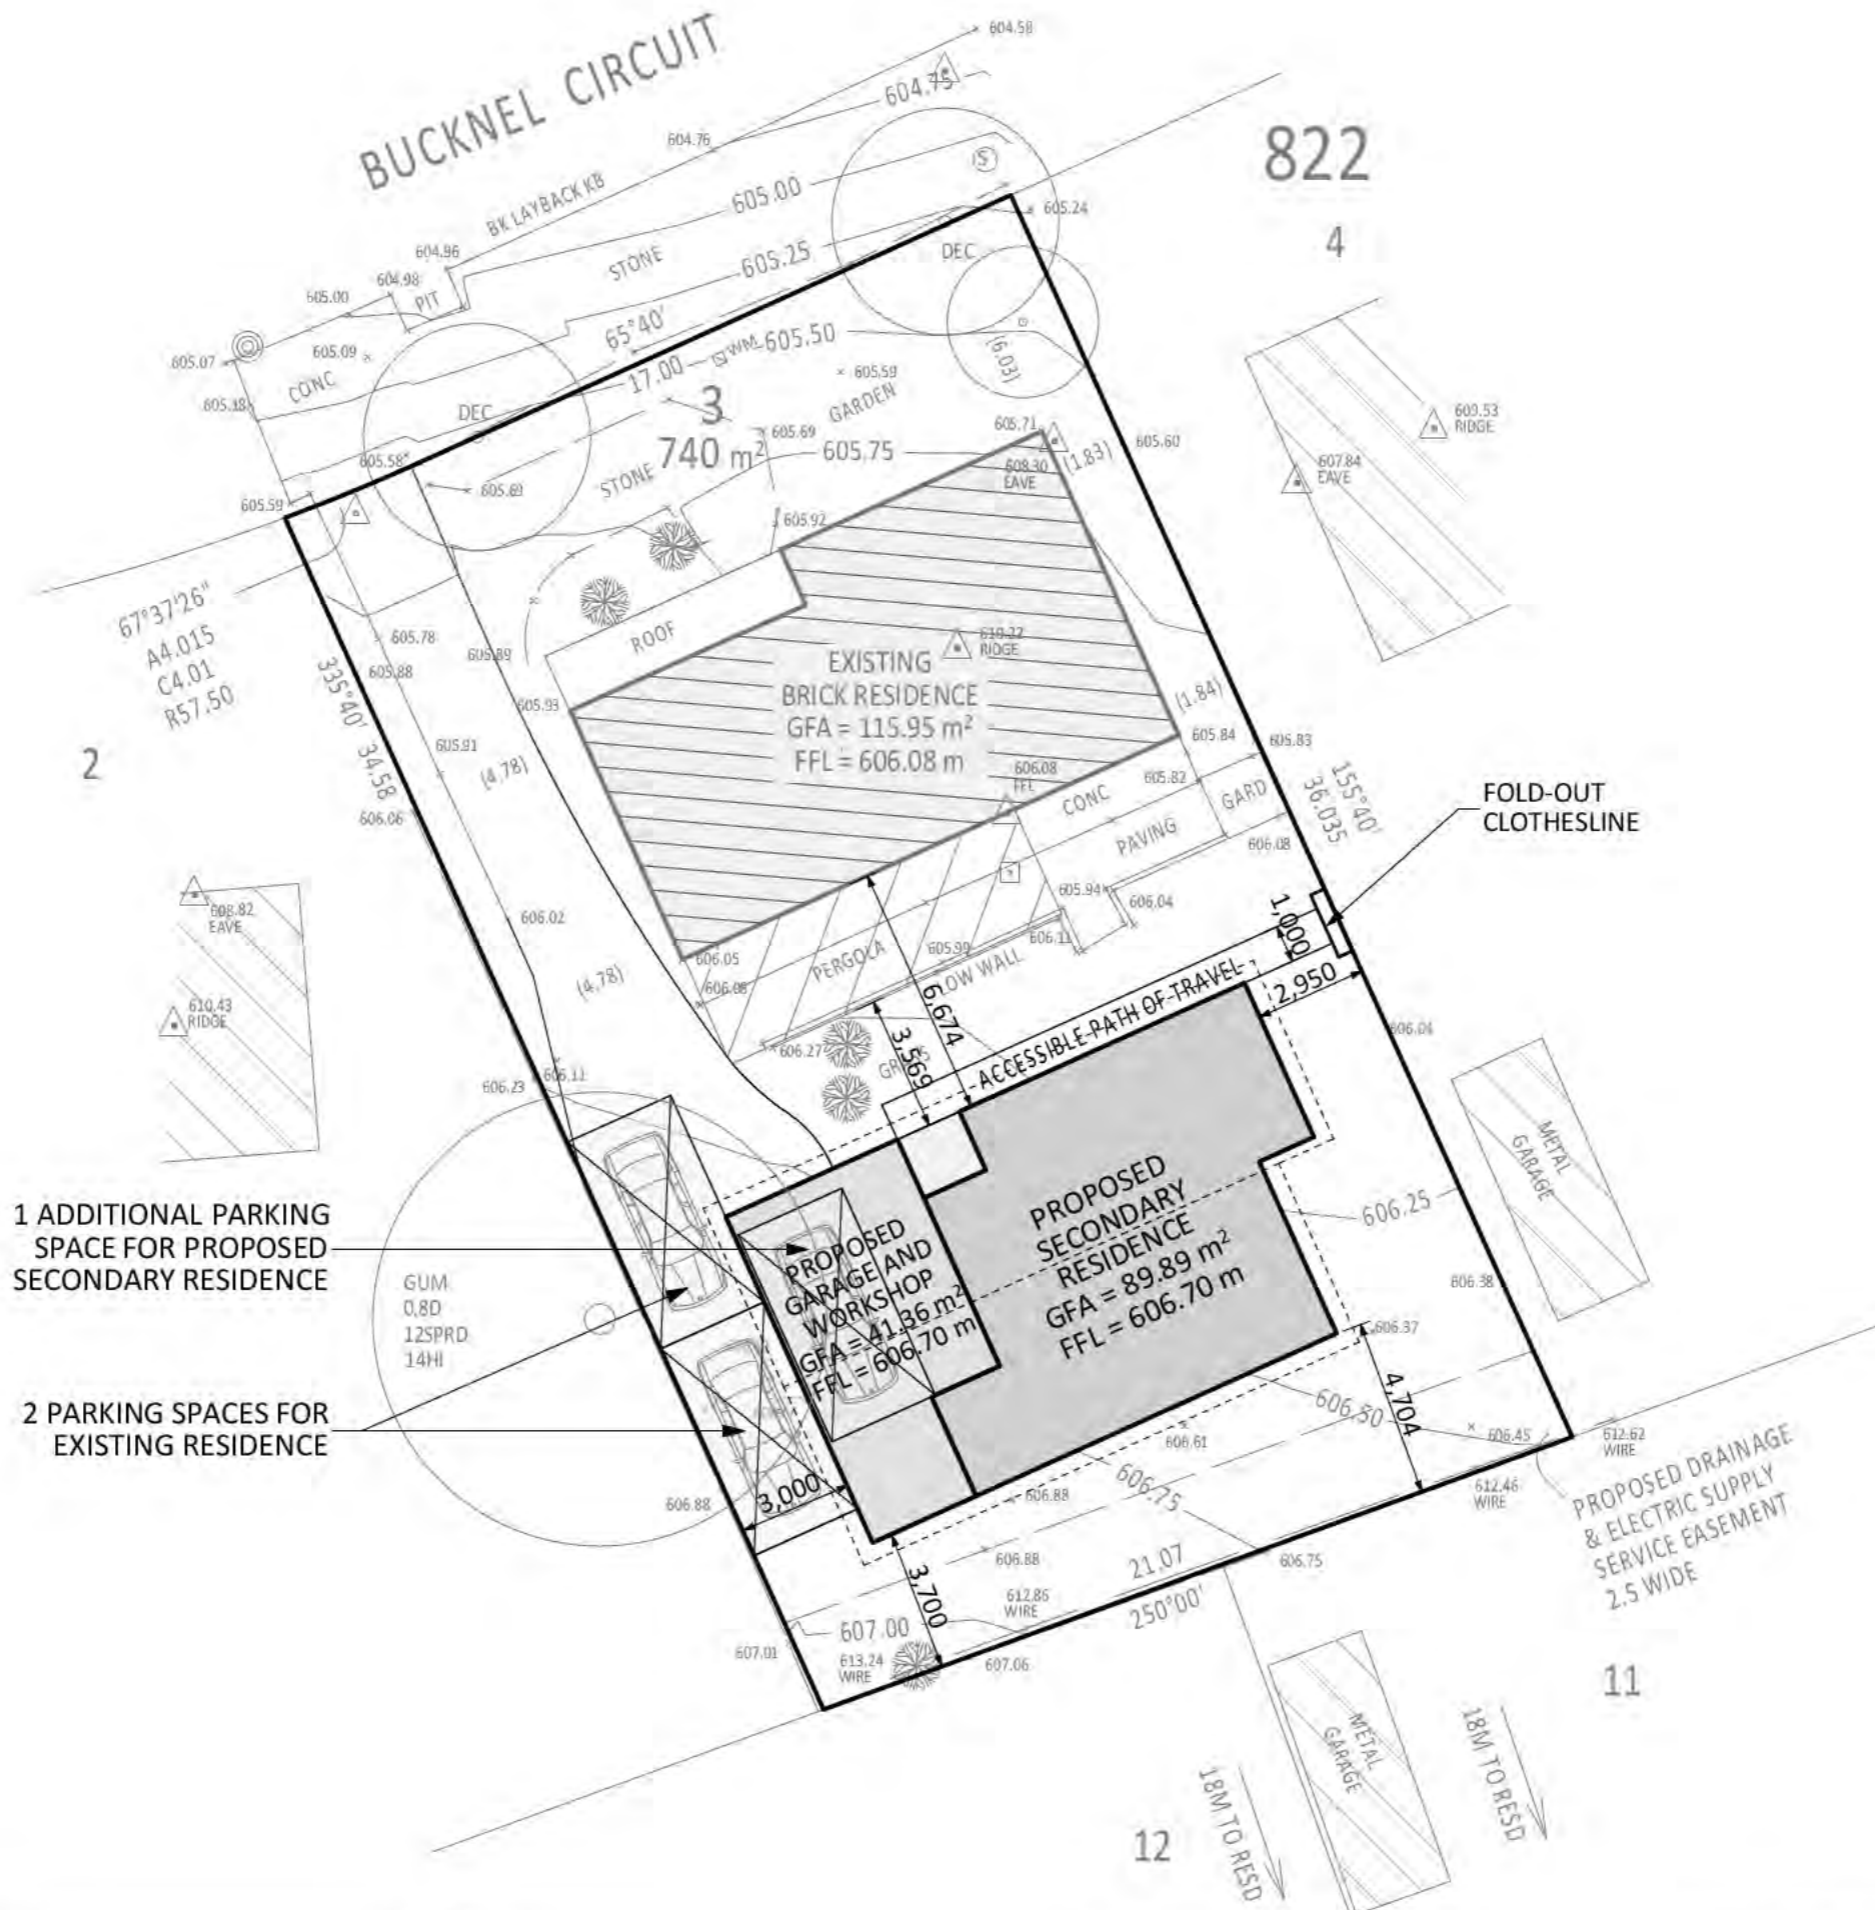 BUCKNEL CIRCUIT
604.58
604.75
604.76
822
4
BK LAYBACK KB
605.00
S
605.24
604.96
604.98
PIT
STONE
605.25
DEC
605.00
605.07
605.09
CONC
65°40'
17.00
WM
605.50
(6.03)
605.59
605.18
DEC
3
740 m²
GARDEN
605.69
605.71
605.60
609.53
RIDGE
605.58
605.75
608.30
EAVE
(1.83)
607.84
EAVE
605.59
605.69
STONE
605.92
67°37'26"
A4.015
C4.01
R57.50
605.78
605.88
605.89
ROOF
610.22
RIDGE
335°40'
34.58
605.93
EXISTING
BRICK RESIDENCE
GFA = 115.95 m²
FFL = 606.08 m
(1.84)
605.84
605.83
2
605.91
(4.78)
606.08
FFL
605.82
CONC
PAVING
GARD
155°40'
36.035
FOLD-OUT
CLOTHESLINE
606.06
606.08
608.82
EAVE
606.02
605.94
606.04
606.11
1,000
606.05
PERGOLA
605.99
LOW WALL
(4.78)
606.08
6,674
2,950
610.43
RIDGE
ACCESSIBLE PATH OF TRAVEL
606.04
606.27
3,569
606.23
606.11
METAL
GARAGE
1 ADDITIONAL PARKING
SPACE FOR PROPOSED
SECONDARY RESIDENCE
PROPOSED
SECONDARY
RESIDENCE
GFA = 89.89 m²
FFL = 606.70 m
606.25
PROPOSED
GARAGE AND
WORKSHOP
GFA = 41.36 m²
FFL = 606.70 m
606.38
GUM
0.8D
12SPRD
14HI
606.37
2 PARKING SPACES FOR
EXISTING RESIDENCE
4,704
606.50
606.45
612.62
WIRE
606.61
606.75
612.46
WIRE
PROPOSED DRAINAGE
& ELECTRIC SUPPLY
SERVICE EASEMENT
2.5 WIDE
606.88
3,000
606.88
606.88
21.07
250°00'
606.75
3,700
612.86
WIRE
607.00
607.01
613.24
WIRE
607.06
11
METAL
GARAGE
18M TO RESD
18M TO RESD
12